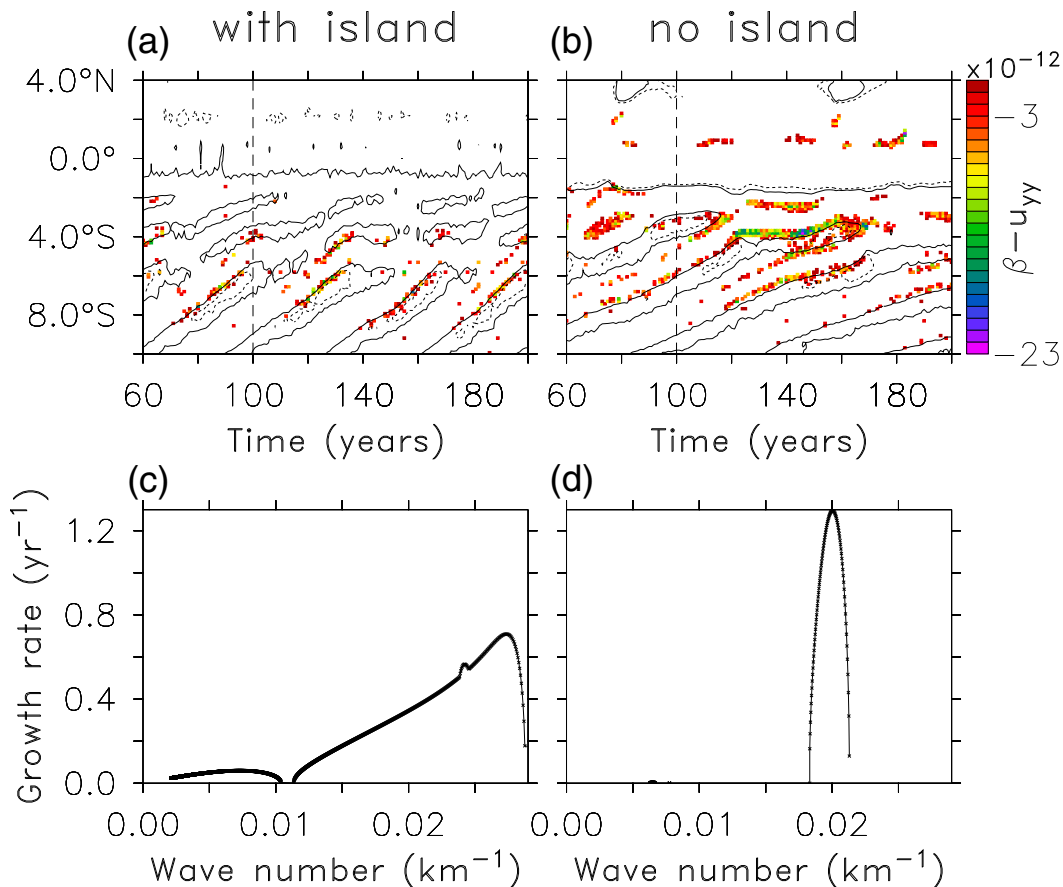 (a) with island (b) no island
x10⁻¹²
4.0°N
0.0°
4.0°S
8.0°S
-3
-23
β-uyy
60 100 140 180 60 100 140 180
Time (years) Time (years)
(c) (d)
Growth rate (yr⁻¹)
1.2
0.8
0.4
0.0
0.00 0.01 0.02 0.00 0.01 0.02
Wave number (km⁻¹) Wave number (km⁻¹)